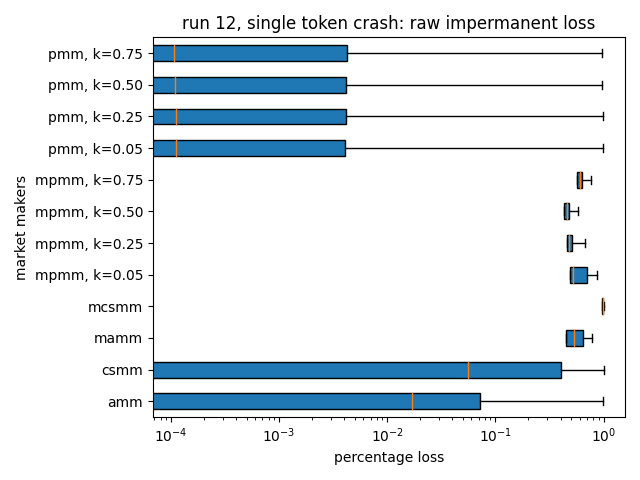 run 12, single token crash: raw impermanent loss
pmm, k=0.75
pmm, k=0.50
pmm, k=0.25
pmm, k=0.05
mpmm, k=0.75
mpmm, k=0.50
mpmm, k=0.25
mpmm, k=0.05
mcsmm
mamm
csmm
amm
market makers
10⁻⁴ 10⁻³ 10⁻² 10⁻¹ 10⁰
percentage loss